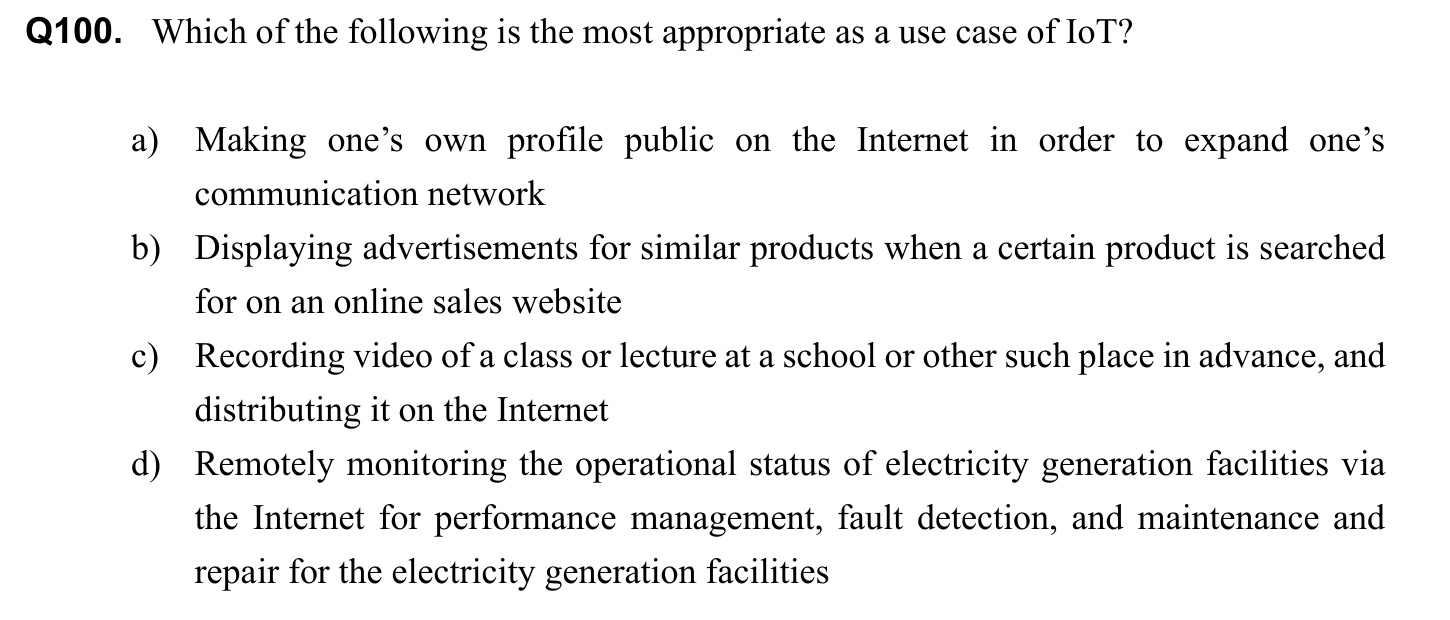 Q100. Which of the following is the most appropriate as a use case of IoT?
a) Making one’s own profile public on the Internet in order to expand one’s
communication network
b) Displaying advertisements for similar products when a certain product is searched
for on an online sales website
c) Recording video of a class or lecture at a school or other such place in advance, and
distributing it on the Internet
d) Remotely monitoring the operational status of electricity generation facilities via
the Internet for performance management, fault detection, and maintenance and
repair for the electricity generation facilities